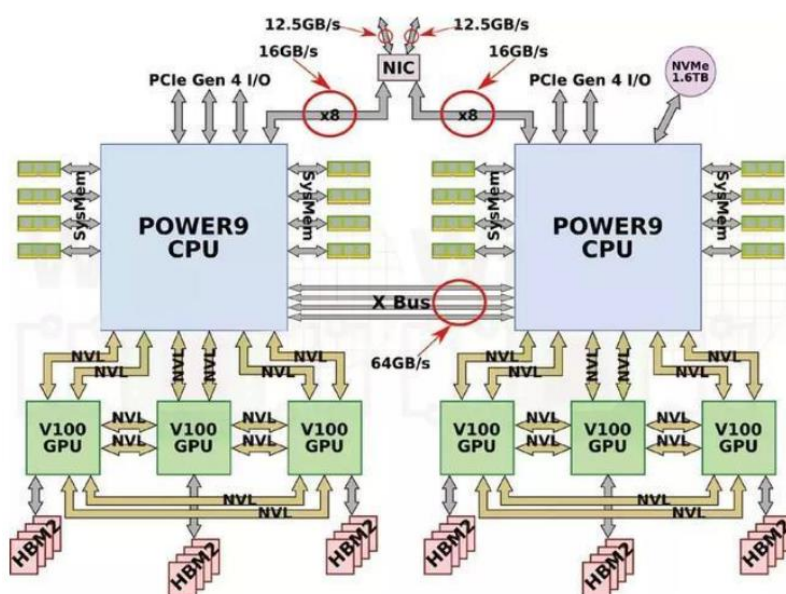 12.5GB/s
12.5GB/s
16GB/s
NIC
16GB/s
PCIe Gen 4 I/O
x8
x8
PCIe Gen 4 I/O
NVMe
1.6TB
SysMem
POWER9
CPU
SysMem
SysMem
POWER9
CPU
SysMem
X Bus
64GB/s
NVL
NVL
NVL
NVL
NVL
NVL
NVL
NVL
NVL
NVL
NVL
NVL
V100
GPU
NVL
NVL
V100
GPU
NVL
NVL
V100
GPU
V100
GPU
NVL
NVL
V100
GPU
NVL
NVL
V100
GPU
NVL
NVL
NVL
NVL
HBM2
HBM2
HBM2
HBM2
HBM2
HBM2